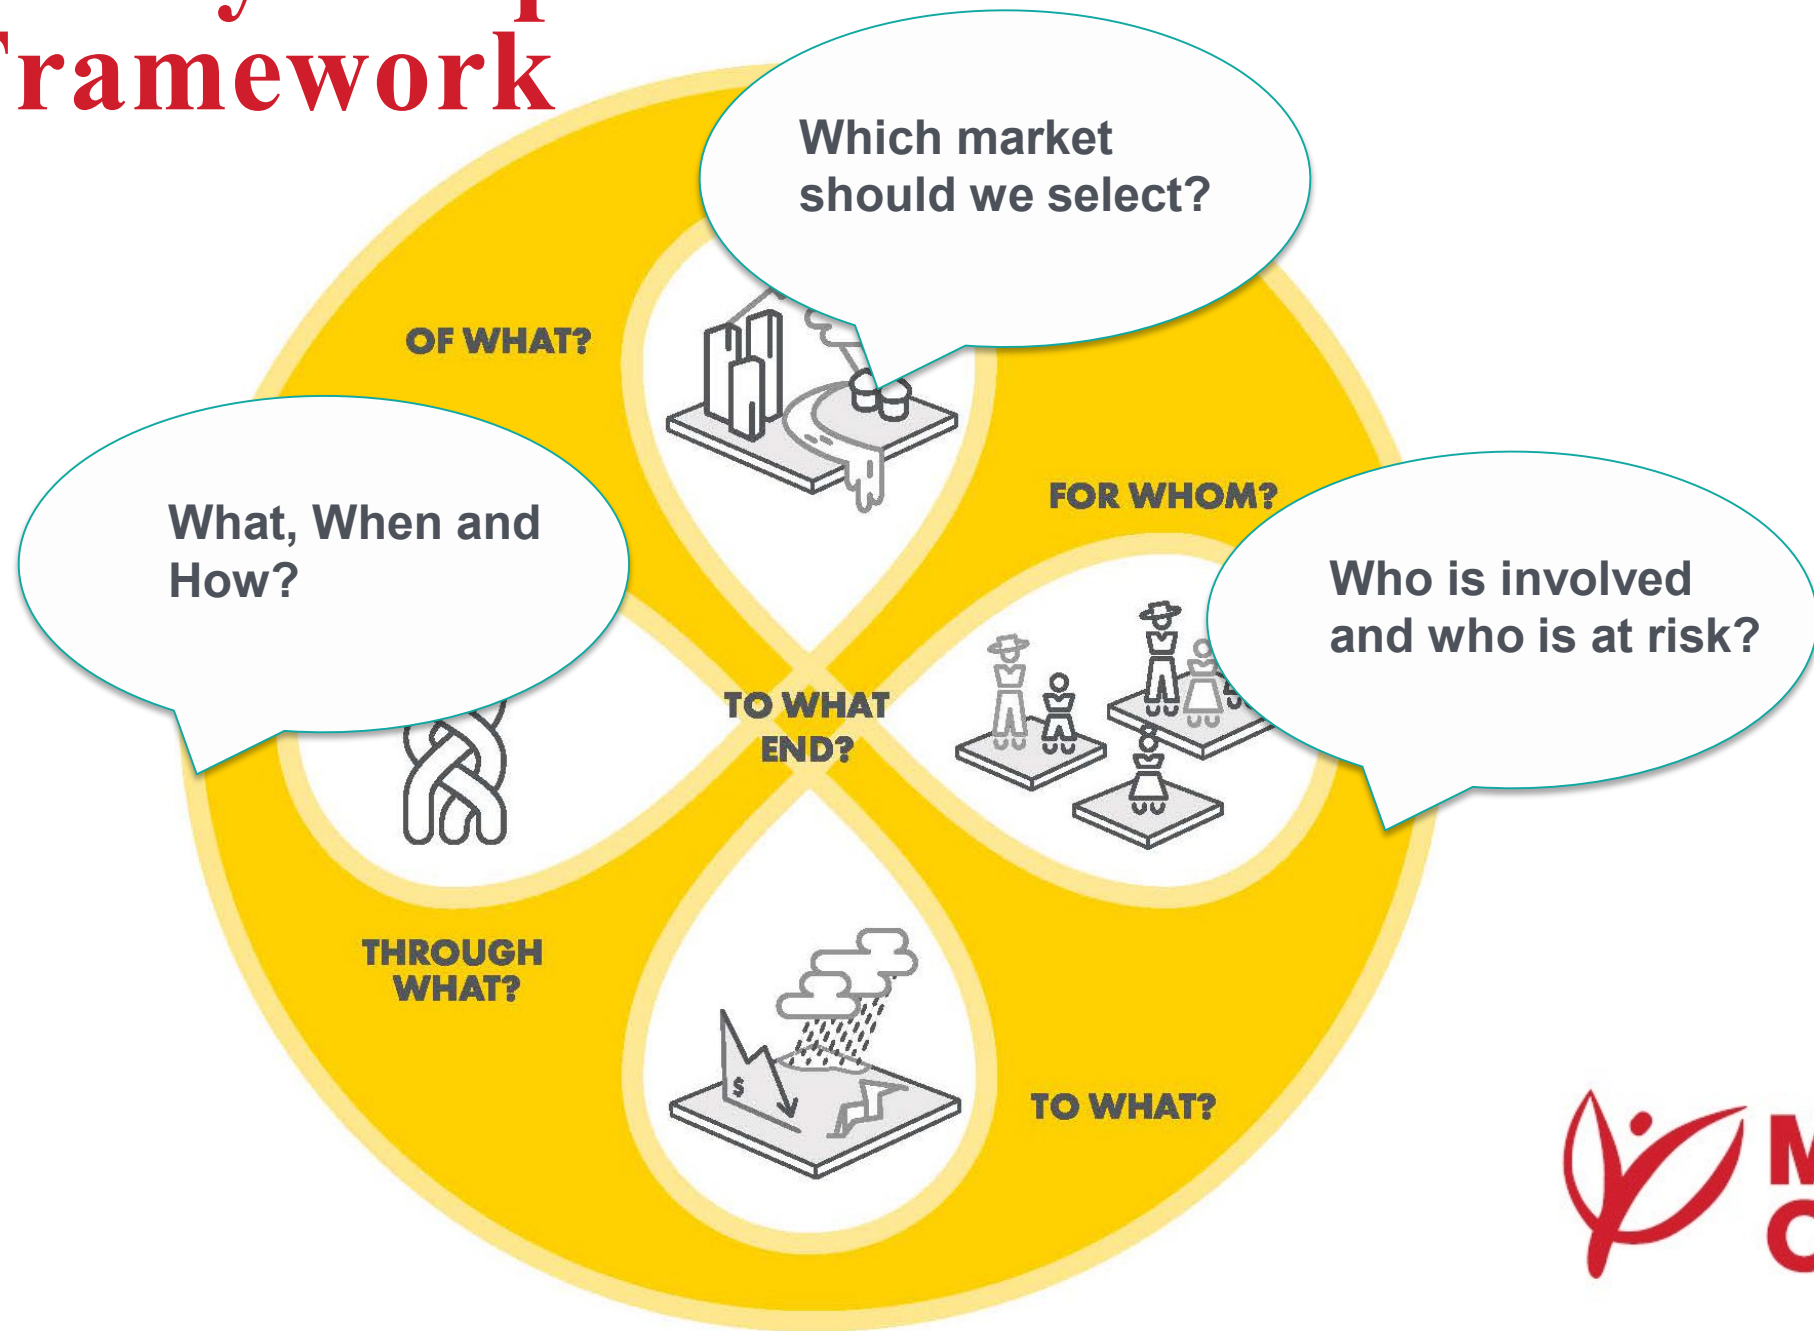 Framework
Which market
should we select?
OF WHAT?
What, When and
How?
FOR WHOM?
Who is involved
and who is at risk?
TO WHAT
END?
THROUGH
WHAT?
$
TO WHAT?